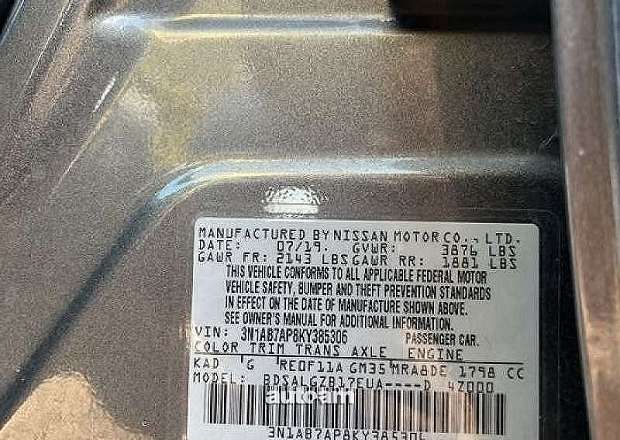 MANUFACTURED BY NISSAN MOTOR CO., LTD.
DATE: 07/19. GVWR: 3876 LBS
GAWR FR: 2143 LBS GAWR RR: 1881 LBS
THIS VEHICLE CONFORMS TO ALL APPLICABLE FEDERAL MOTOR
VEHICLE SAFETY, BUMPER AND THEFT PREVENTION STANDARDS
IN EFFECT ON THE DATE OF MANUFACTURE SHOWN ABOVE.
SEE OWNER'S MANUAL FOR ADDITIONAL INFORMATION.
VIN: 3N1AB7AP8KY385306 PASSENGER CAR.
COLOR TRIM TRANS AXLE ENGINE
KAD G RE0F11A GM35 MRA8DE 1798 CC
MODEL: BDSALGZB17EUA----D 4Z000
autcam
3N1AB7AP8KY385306